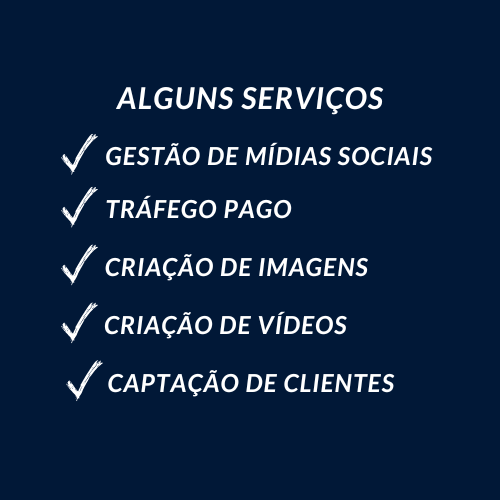 ALGUNS SERVIÇOS
GESTÃO DE MÍDIAS SOCIAIS
TRÁFEGO PAGO
CRIAÇÃO DE IMAGENS
CRIAÇÃO DE VÍDEOS
CAPTAÇÃO DE CLIENTES